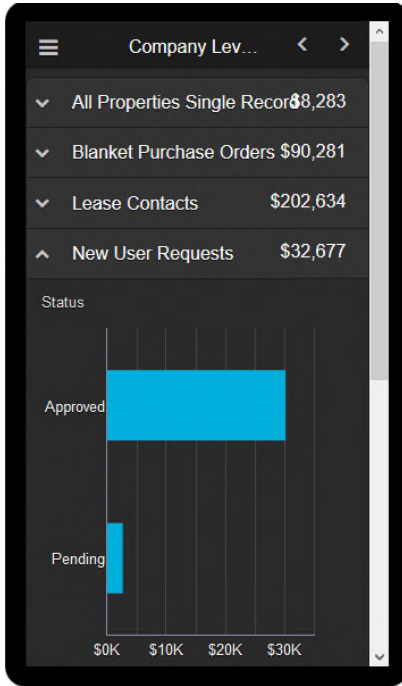 Company Lev...
All Properties Single Record $8,283
Blanket Purchase Orders $90,281
Lease Contacts $202,634
New User Requests $32,677
Status
Approved
Pending
$0K $10K $20K $30K